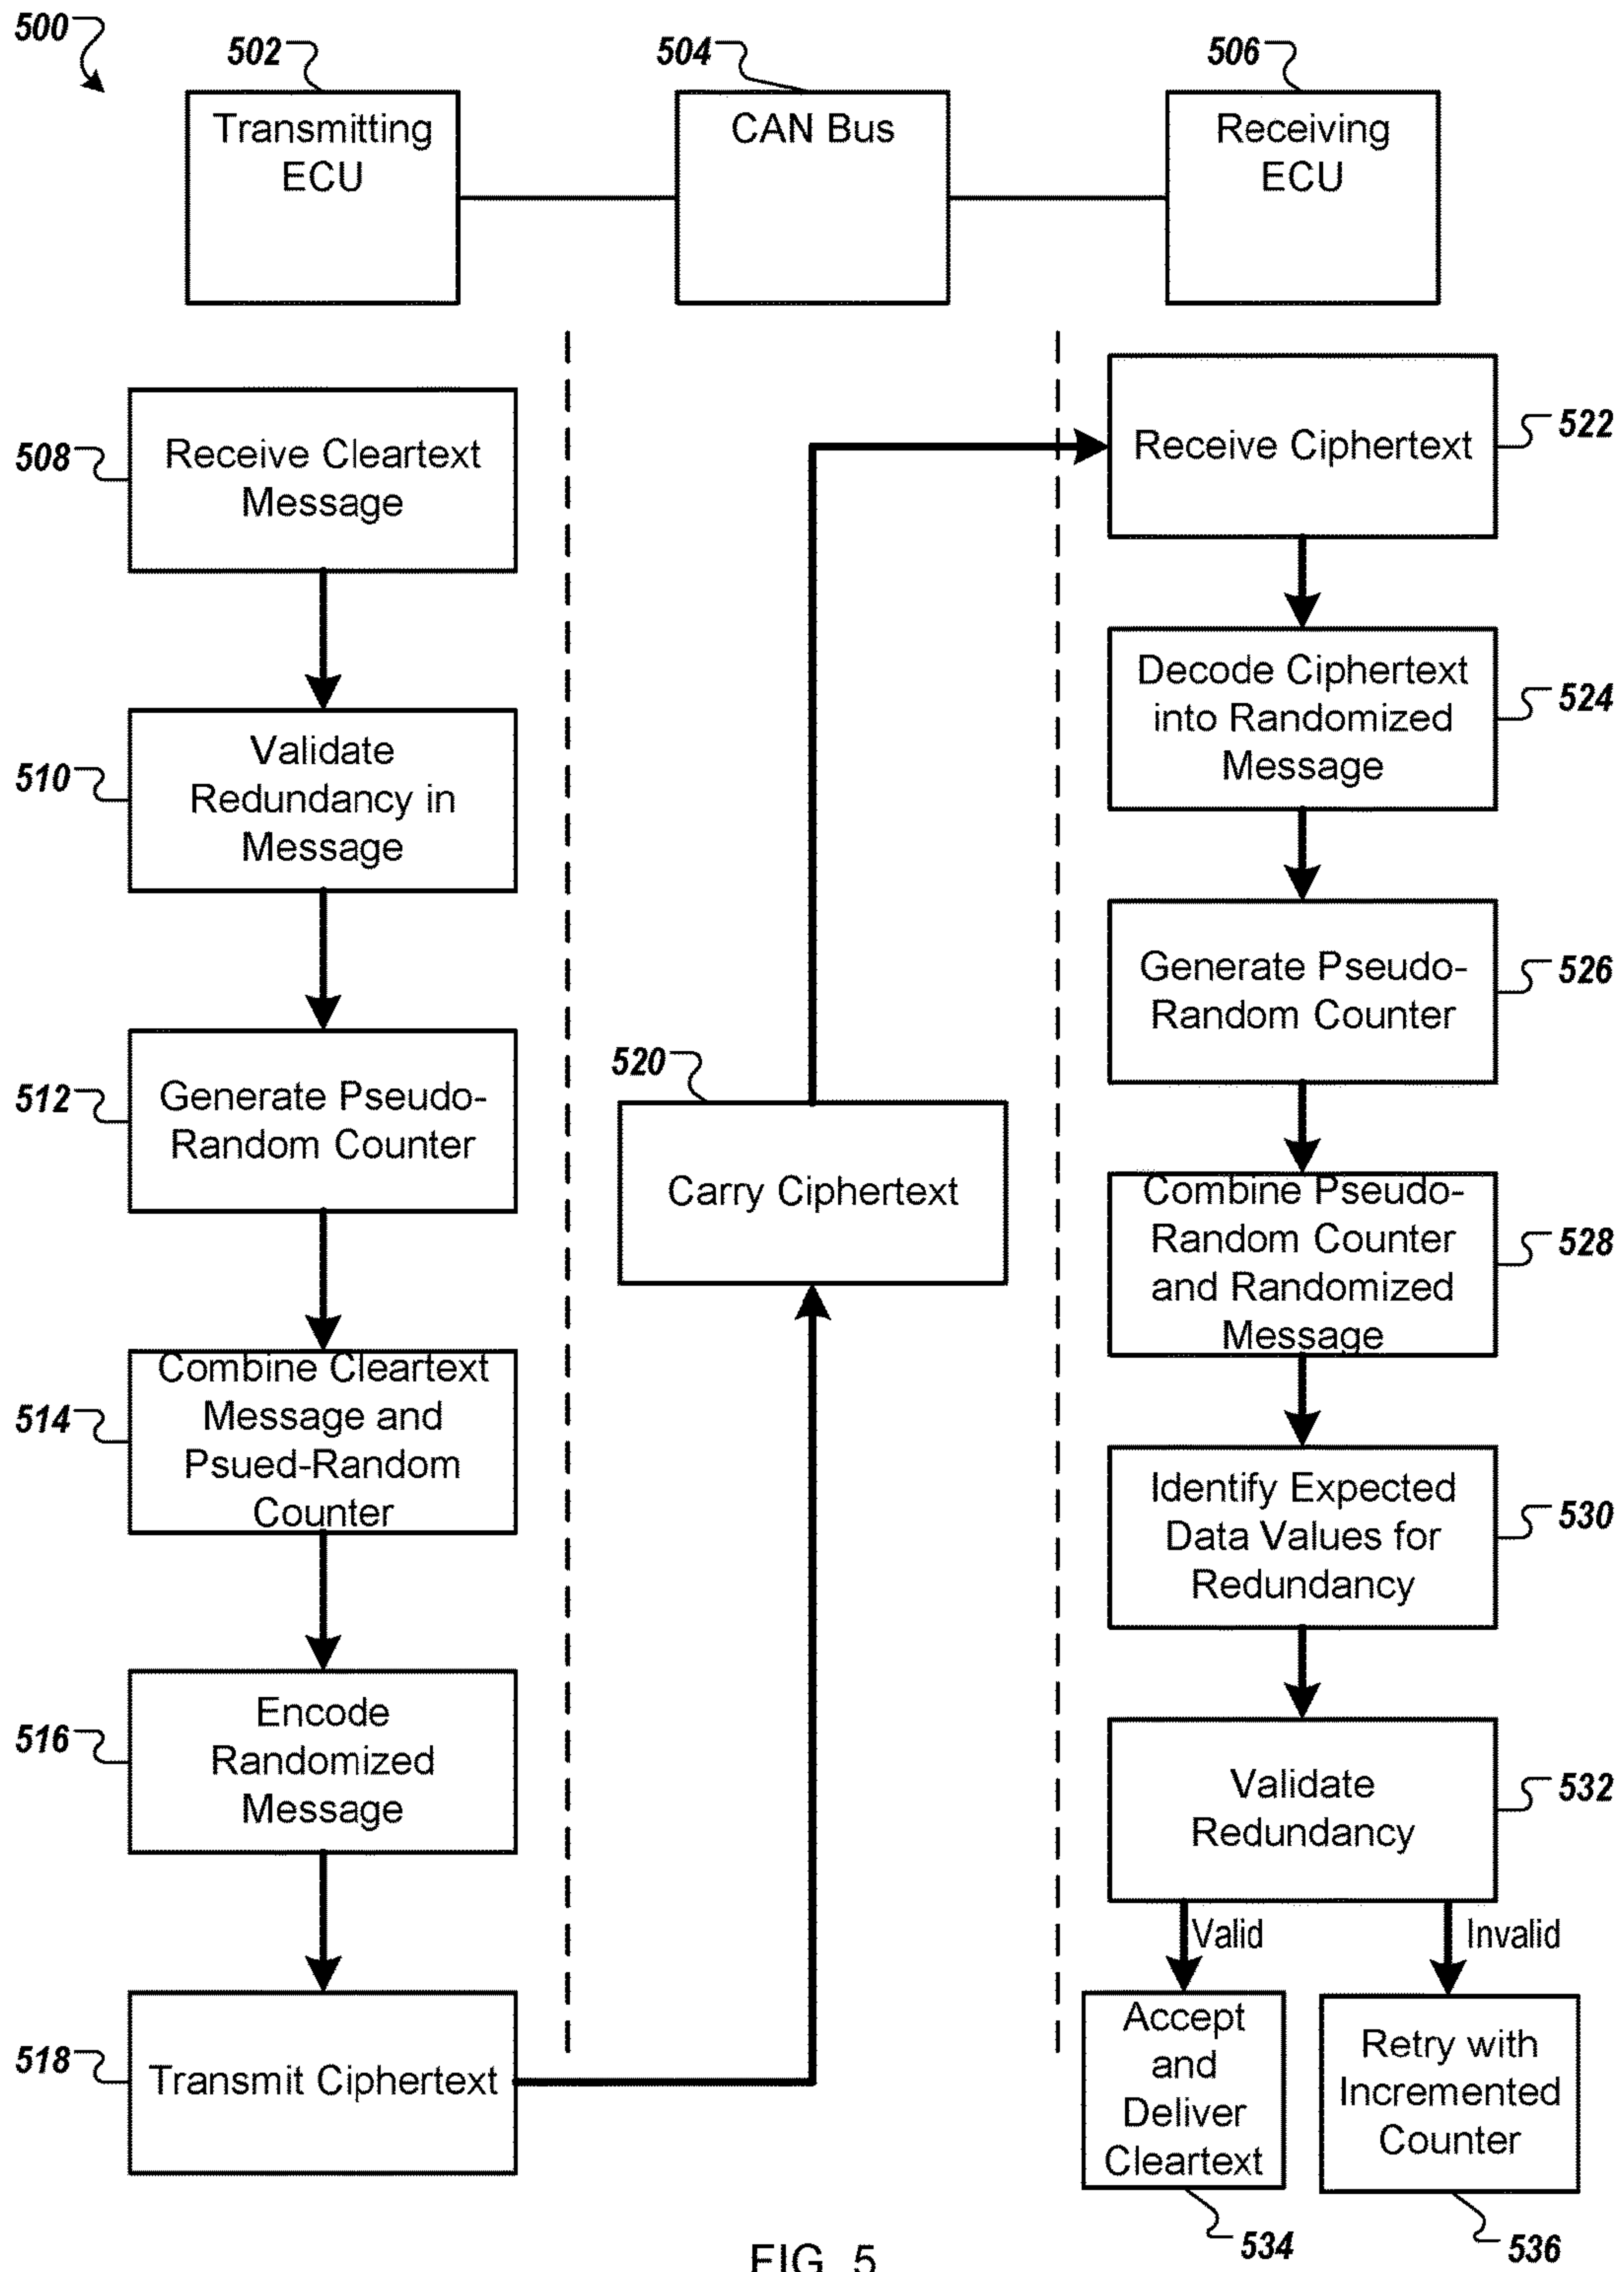 500
502
504
506
Transmitting
ECU
CAN Bus
Receiving
ECU
508
Receive Cleartext
Message
510
Validate
Redundancy in
Message
512
Generate Pseudo-
Random Counter
514
Combine Cleartext
Message and
Psued-Random
Counter
516
Encode
Randomized
Message
518
Transmit Ciphertext
520
Carry Ciphertext
Receive Ciphertext
522
Decode Ciphertext
into Randomized
Message
524
Generate Pseudo-
Random Counter
526
Combine Pseudo-
Random Counter
and Randomized
Message
528
Identify Expected
Data Values for
Redundancy
530
Validate
Redundancy
532
Valid
Invalid
Accept
and
Deliver
Cleartext
534
Retry with
Incremented
Counter
536
FIG. 5